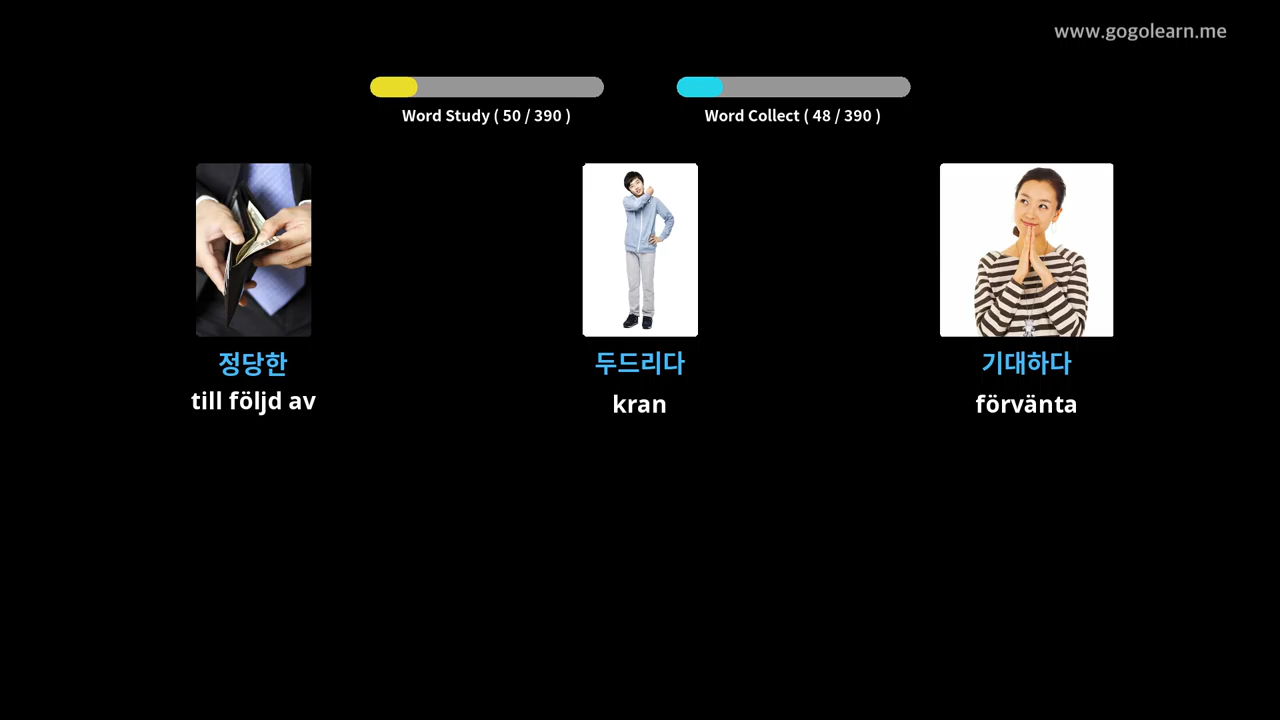 www.gogolearn.me
Word Study ( 50 / 390 )
Word Collect ( 48 / 390 )
정당한
두드리다
기대하다
till följd av
kran
förvänta